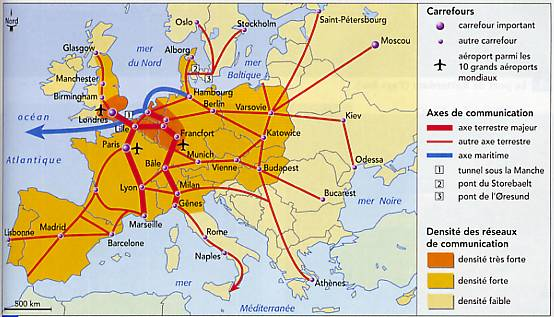 Nord
Oslo
Stockholm
Saint-Pétersbourg
Moscou
Glasgow
mer
du Nord
Alborg
mer
Baltique
2
3
Manchester
Birmingham
Hambourg
océan
Londres
1
Berlin
Varsovie
Kiev
Lille
Atlantique
Paris
Francfort
Katowice
Munich
Vienne
Bâle
Budapest
Odessa
Lyon
Milan
Gênes
Bucarest
mer Noire
Lisbonne
Madrid
Marseille
Barcelone
Rome
Naples
mer
Méditerranée
Athènes
500 km
Carrefours
carrefour important
autre carrefour
aéroport parmi les
10 grands aéroports
mondiaux
Axes de communication
axe terrestre majeur
autre axe terrestre
axe maritime
1 tunnel sous la Manche
2 pont du Storebaelt
3 pont de l'Øresund
Densité des réseaux
de communication
densité très forte
densité forte
densité faible